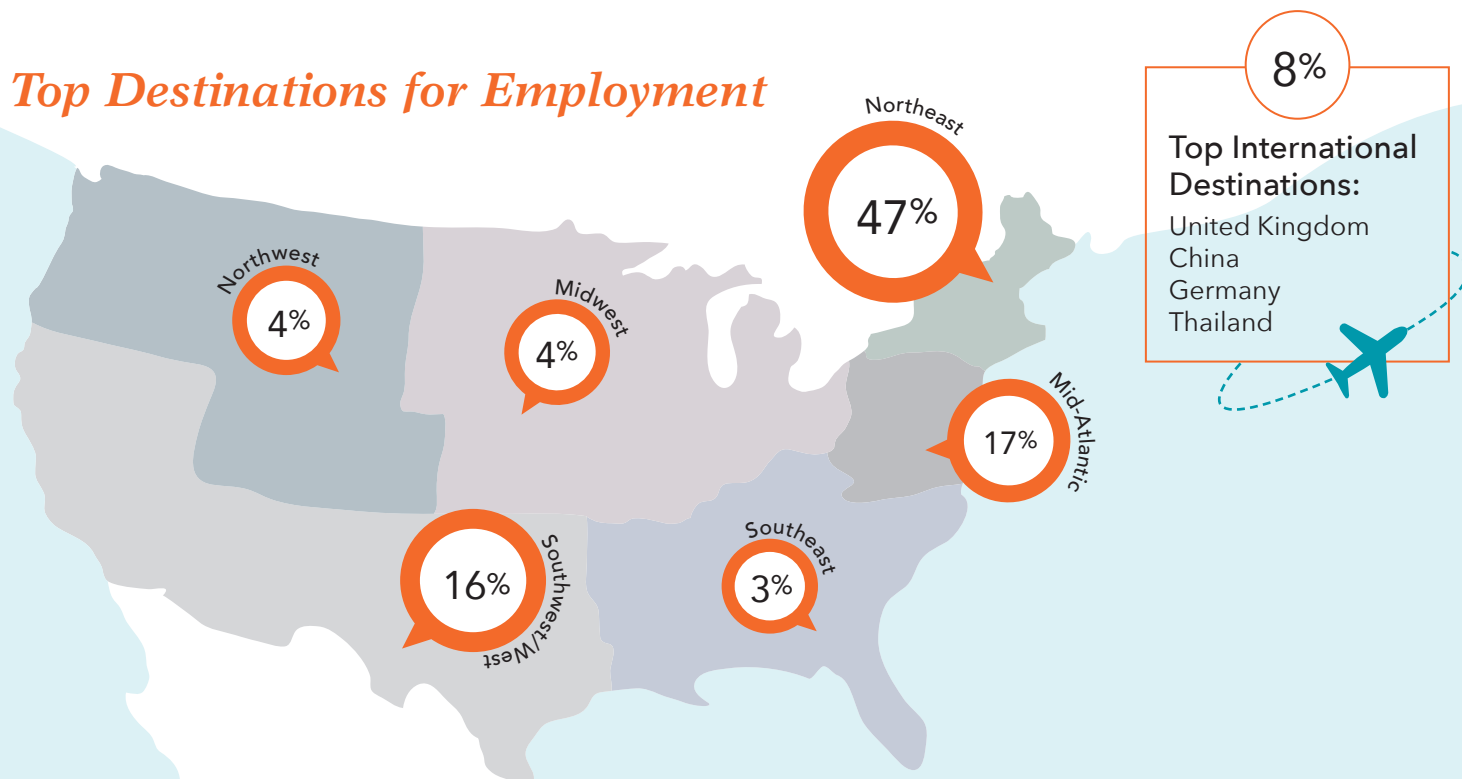 Top Destinations for Employment
8%
Top International
Destinations:
United Kingdom
China
Germany
Thailand
Northeast
47%
Northwest
4%
Midwest
4%
Mid-Atlantic
17%
Southwest/West
16%
Southeast
3%